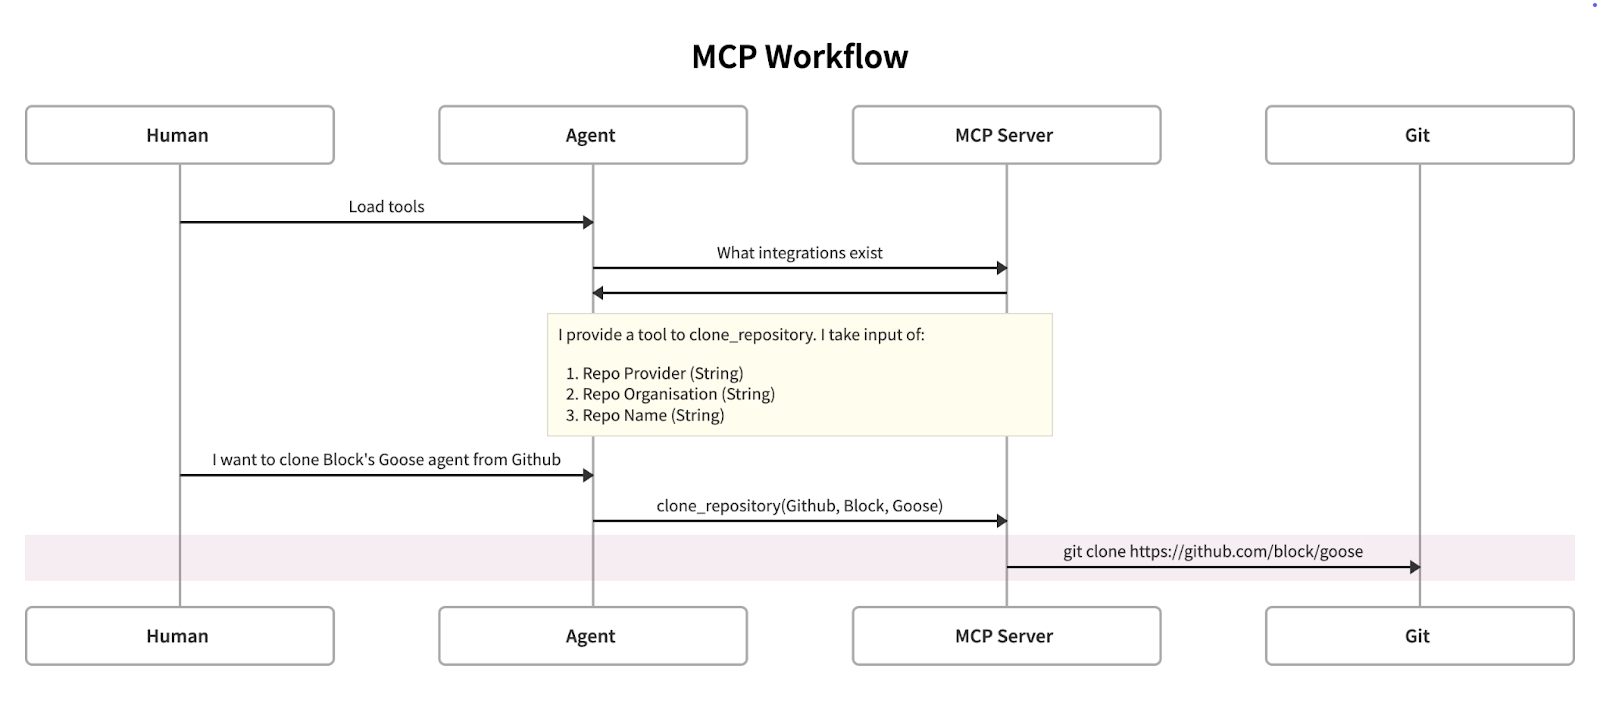 MCP Workflow
Human
Agent
MCP Server
Git
Load tools
What integrations exist
I provide a tool to clone_repository. I take input of:
1. Repo Provider (String)
2. Repo Organisation (String)
3. Repo Name (String)
I want to clone Block's Goose agent from Github
clone_repository(Github, Block, Goose)
git clone https://github.com/block/goose
Human
Agent
MCP Server
Git